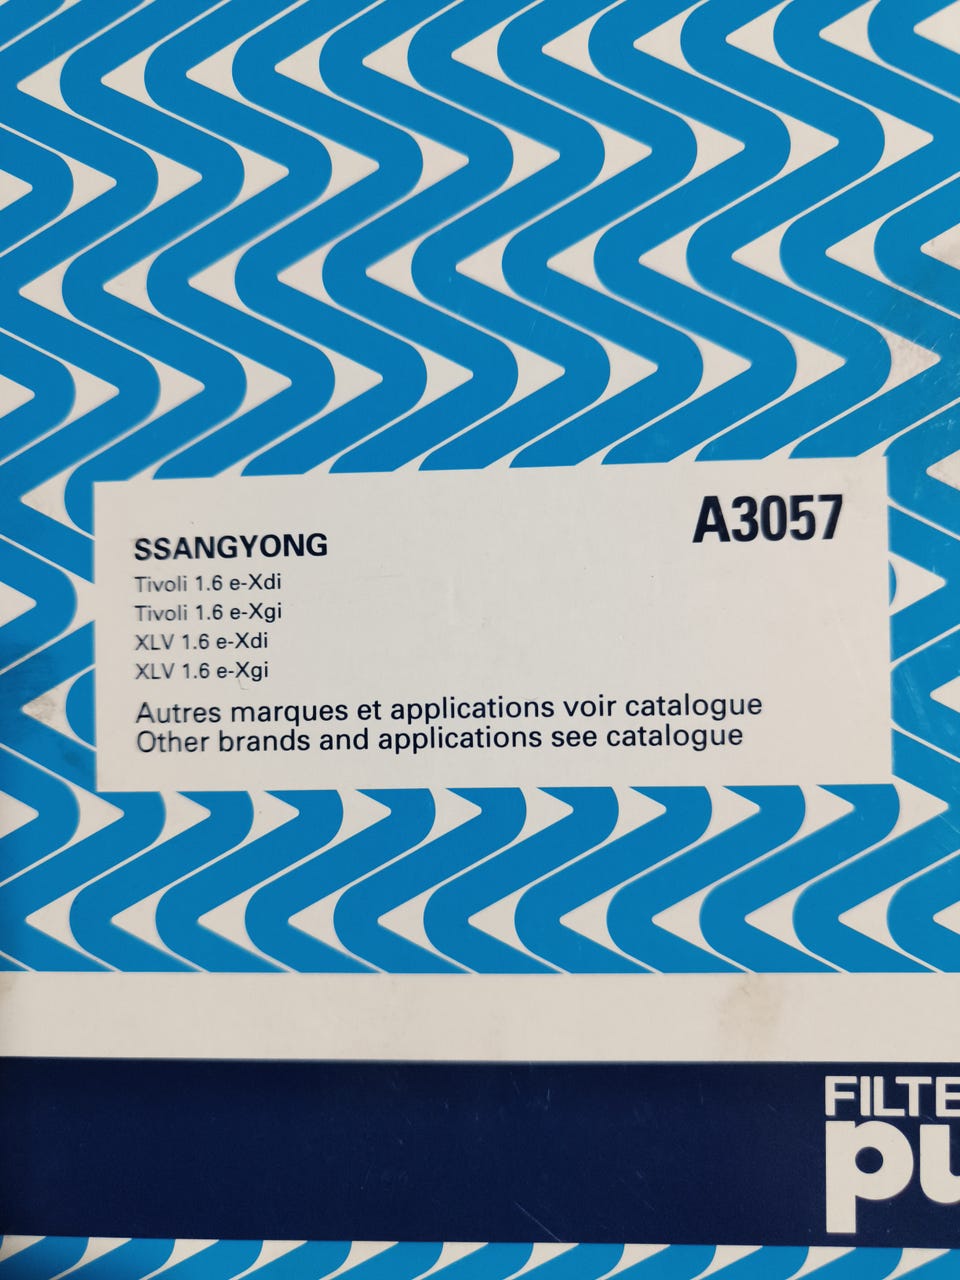 A3057
SSANGYONG
Tivoli 1.6 e-Xdi
Tivoli 1.6 e-Xgi
XLV 1.6 e-Xdi
XLV 1.6 e-Xgi
Autres marques et applications voir catalogue
Other brands and applications see catalogue